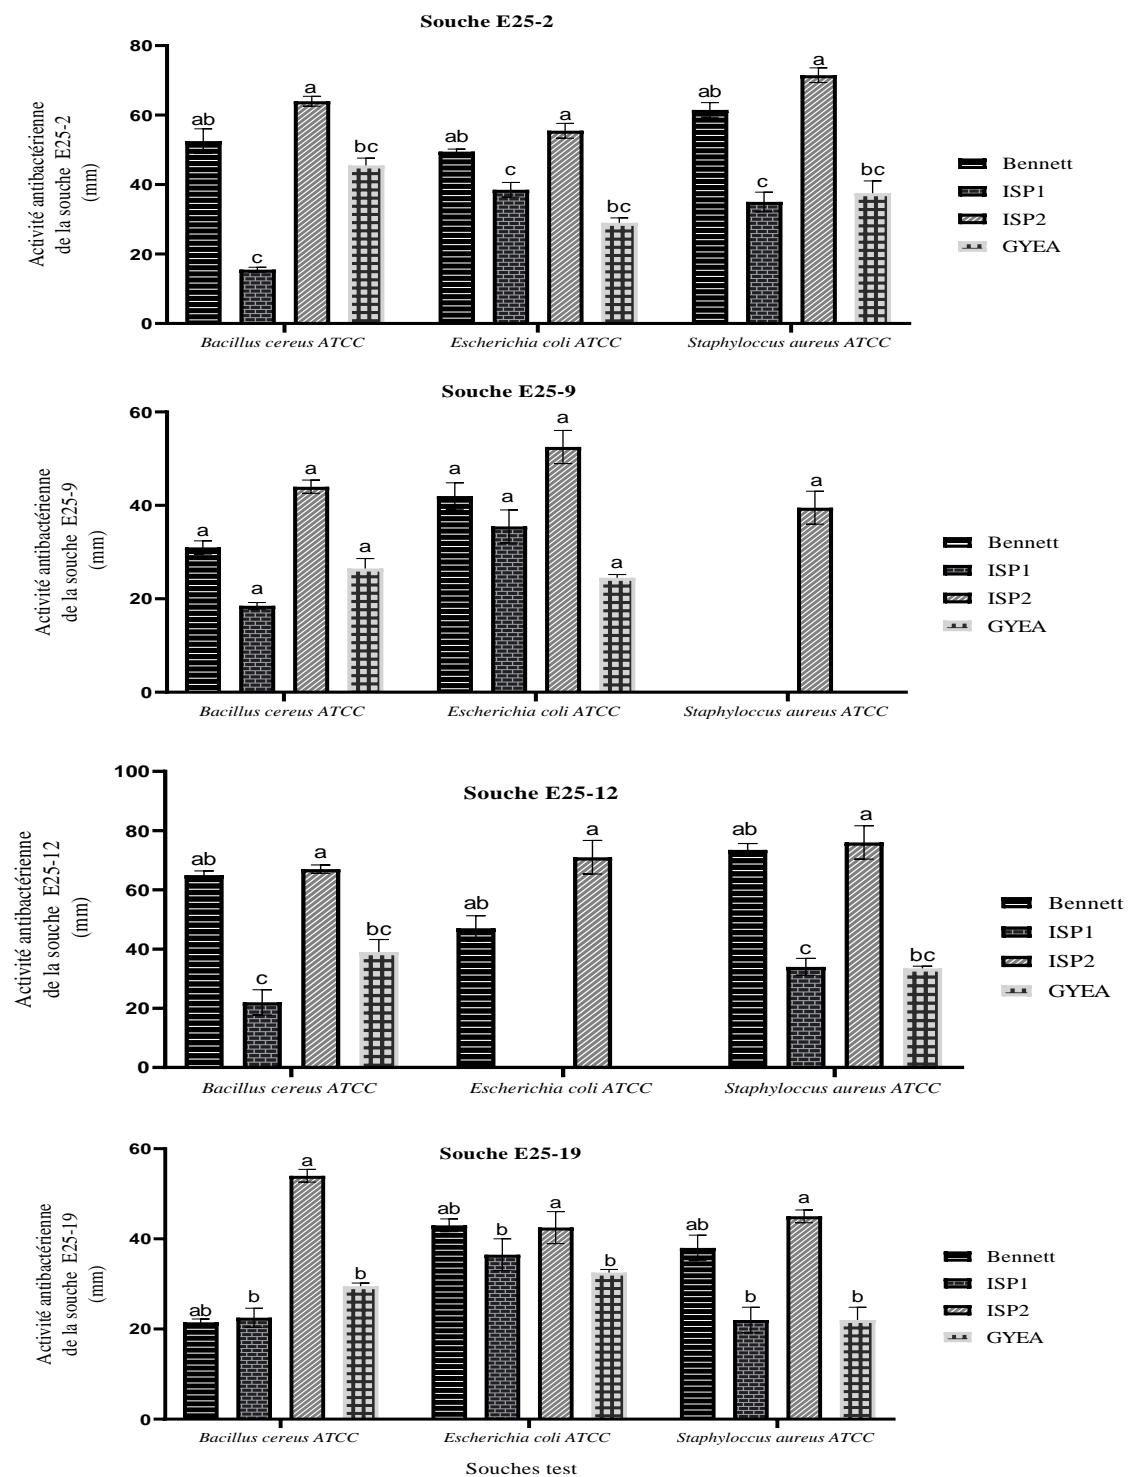 Souche E25-2
Activité antibactérienne
de la souche E25-2
(mm)
80
60
40
20
0
ab
c
a
bc
ab
c
a
bc
ab
c
a
bc
Bacillus cereus ATCC
Escherichia coli ATCC
Staphyloccus aureus ATCC
Bennett
ISP1
ISP2
GYEA
Souche E25-9
Activité antibactérienne
de la souche E25-9
(mm)
60
40
20
0
a
a
a
a
a
a
a
a
a
Bacillus cereus ATCC
Escherichia coli ATCC
Staphyloccus aureus ATCC
Bennett
ISP1
ISP2
GYEA
Souche E25-12
Activité antibactérienne
de la souche E25-12
(mm)
100
80
60
40
20
0
ab
c
a
bc
ab
a
ab
c
a
bc
Bacillus cereus ATCC
Escherichia coli ATCC
Staphyloccus aureus ATCC
Bennett
ISP1
ISP2
GYEA
Souche E25-19
Activité antibactérienne
de la souche E25-19
(mm)
60
40
20
0
ab
b
a
b
ab
b
a
b
ab
b
a
b
Bacillus cereus ATCC
Escherichia coli ATCC
Staphyloccus aureus ATCC
Bennett
ISP1
ISP2
GYEA
Souches test